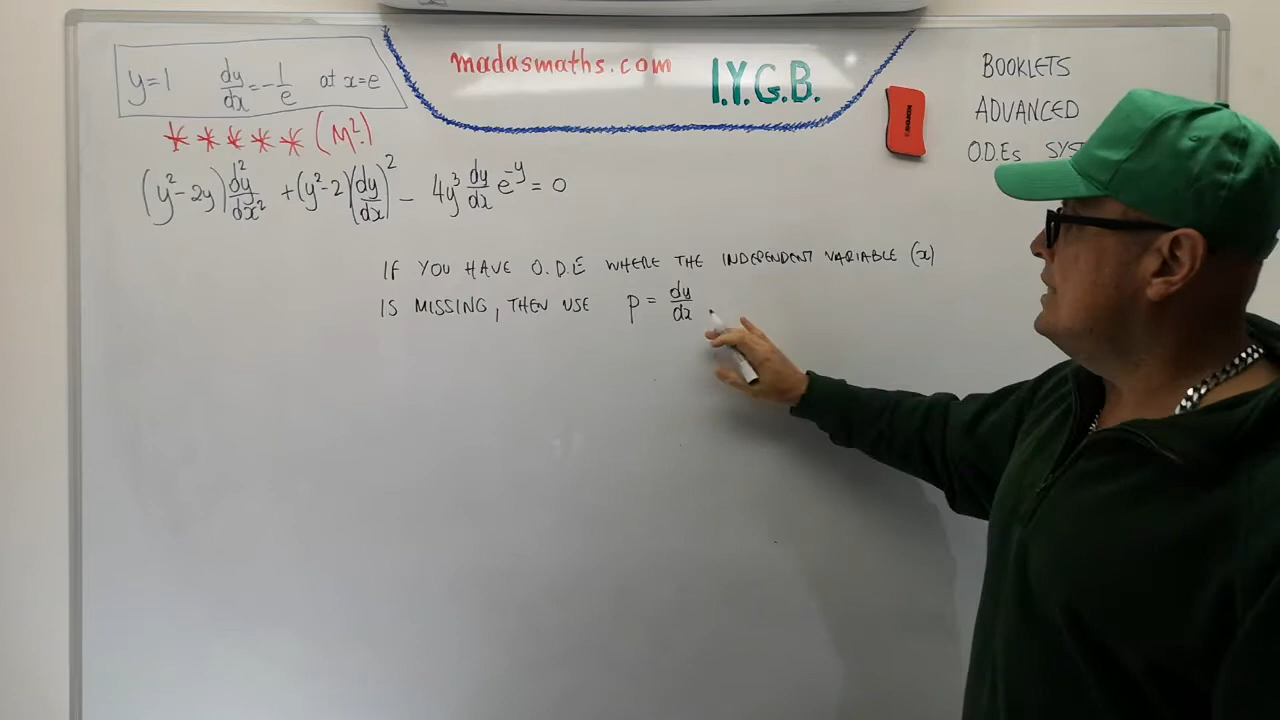 y=1 dy/dx=-1/e at x=e
madasmaths.com
I.Y.G.B.
BOOKLETS
ADVANCED
O.D.Es
***** (M²?)
(y²-2y)d²y/dx² +(y²-2)(dy/dx)² - 4y³ dy/dx e^-y = 0
IF YOU HAVE O.D.E WHERE THE INDEPENDENT VARIABLE (x)
IS MISSING, THEN USE p = dy/dx